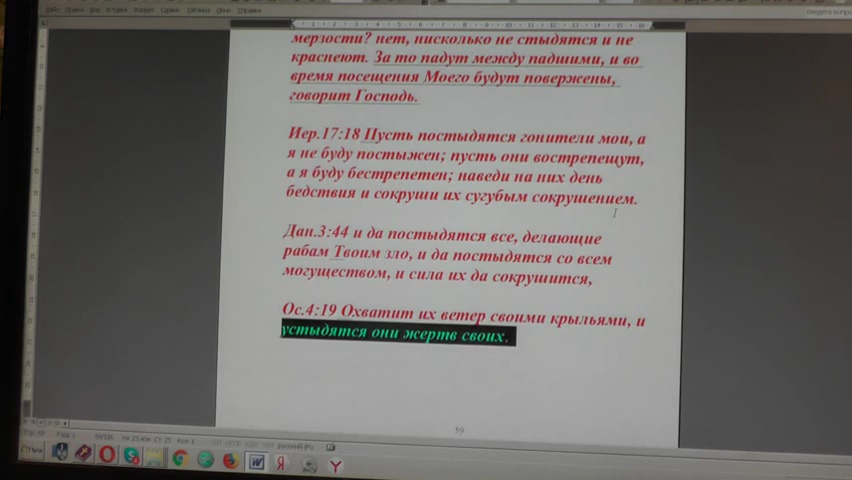 мерзости? нет, нисколько не стыдятся и не
краснеют. За то падут между падшими, и во
время посещения Моего будут повержены,
говорит Господь.
Иер.17:18 Пусть постыдятся гонители мои, а
я не буду постыжен; пусть они вострепещут,
а я буду бестрепетен; наведи на них день
бедствия и сокруши их сугубым сокрушением.
Дан.3:44 и да постыдятся все, делающие
рабам Твоим зло, и да постыдятся со всем
могуществом, и сила их да сокрушится,
Ос.4:19 Охватит их ветер своими крыльями, и
устыдятся они жертв своих.
59